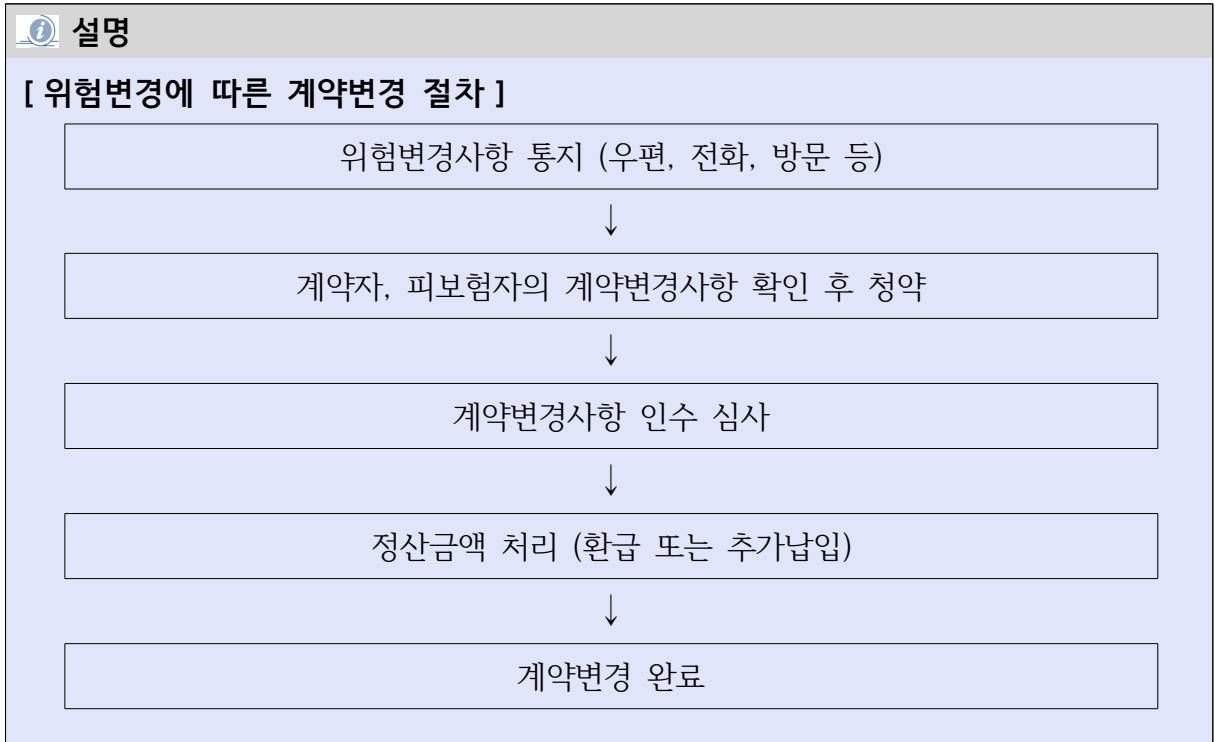 설명
[ 위험변경에 따른 계약변경 절차 ]
위험변경사항 통지 (우편, 전화, 방문 등)
↓
계약자, 피보험자의 계약변경사항 확인 후 청약
↓
계약변경사항 인수 심사
↓
정산금액 처리 (환급 또는 추가납입)
↓
계약변경 완료